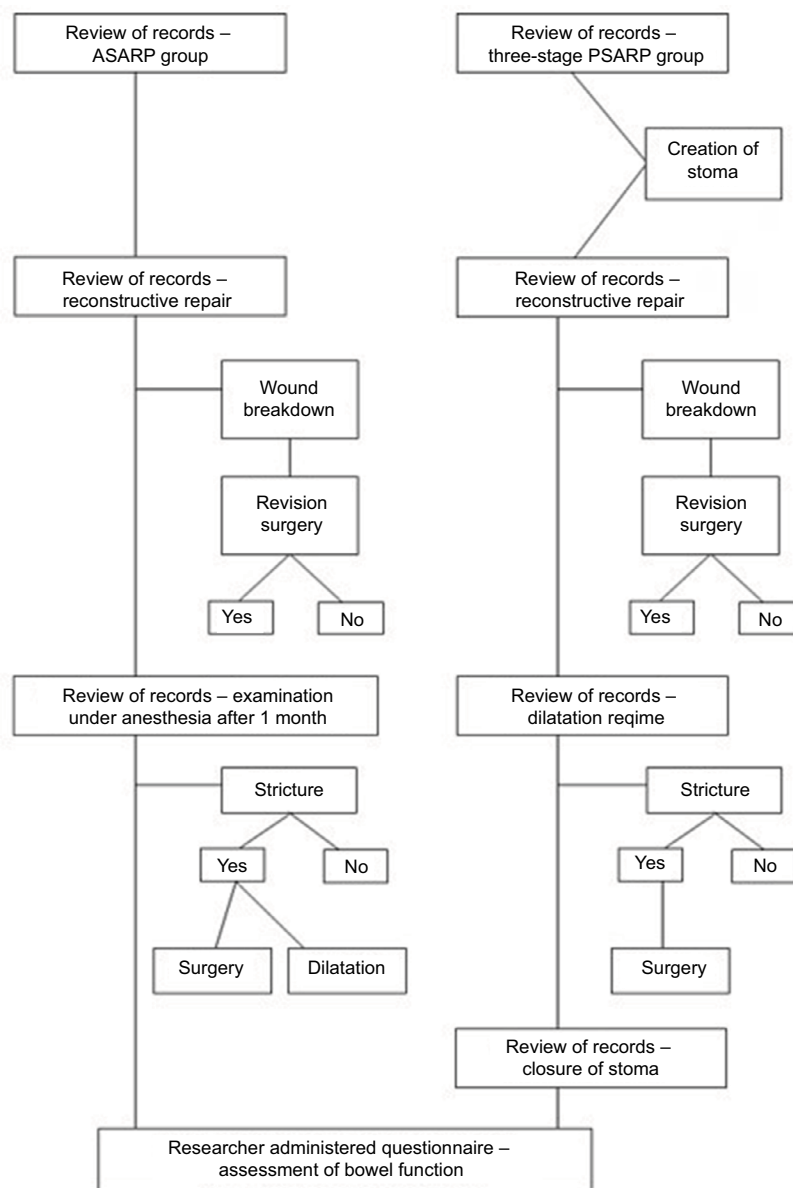 Review of records –
ASARP group
Review of records –
three-stage PSARP group
Creation of
stoma
Review of records –
reconstructive repair
Review of records –
reconstructive repair
Wound
breakdown
Wound
breakdown
Revision
surgery
Revision
surgery
Yes
No
Yes
No
Review of records – examination
under anesthesia after 1 month
Review of records –
dilatation reqime
Stricture
Stricture
Yes
No
Yes
No
Surgery
Dilatation
Surgery
Review of records –
closure of stoma
Researcher administered questionnaire –
assessment of bowel function